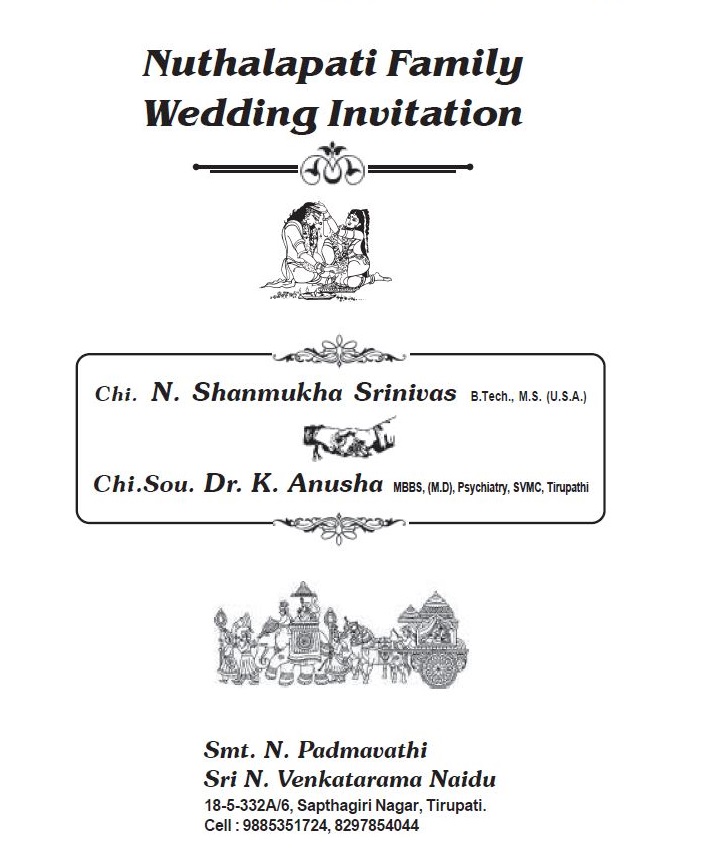 Nuthalapati Family
Wedding Invitation
Chi. N. Shanmukha Srinivas B.Tech., M.S. (U.S.A.)
Chi.Sou. Dr. K. Anusha MBBS, (M.D), Psychiatry, SVMC, Tirupathi
Smt. N. Padmavathi
Sri N. Venkatarama Naidu
18-5-332A/6, Sapthagiri Nagar, Tirupati.
Cell : 9885351724, 8297854044